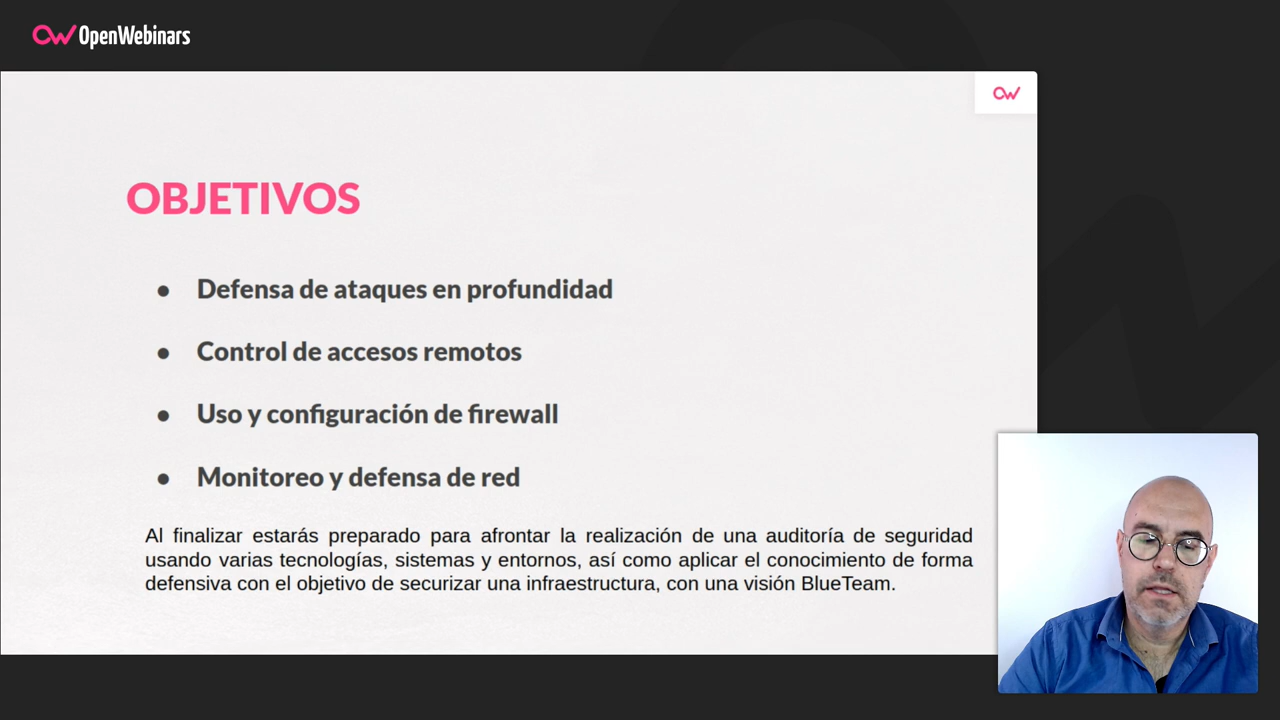 OpenWebinars
OBJETIVOS
● Defensa de ataques en profundidad
● Control de accesos remotos
● Uso y configuración de firewall
● Monitoreo y defensa de red
Al finalizar estarás preparado para afrontar la realización de una auditoría de seguridad
usando varias tecnologías, sistemas y entornos, así como aplicar el conocimiento de forma
defensiva con el objetivo de securizar una infraestructura, con una visión BlueTeam.